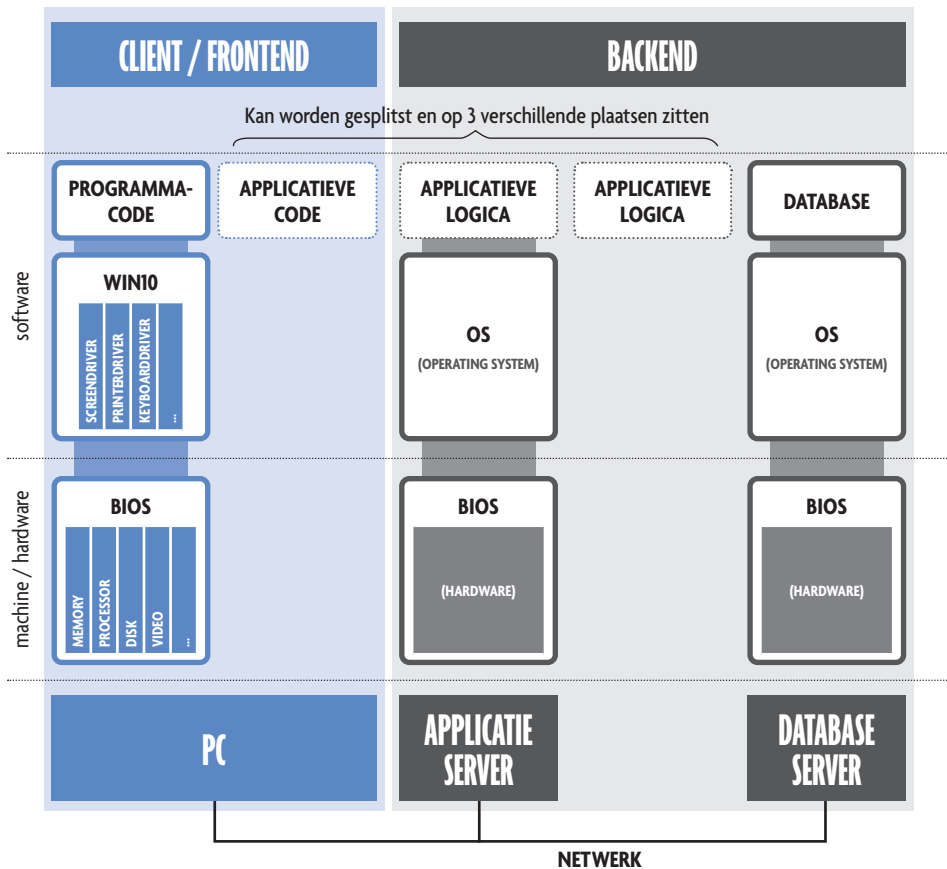 CLIENT / FRONTEND
BACKEND
Kan worden gesplitst en op 3 verschillende plaatsen zitten
PROGRAMMA-
CODE
APPLICATIEVE
CODE
APPLICATIEVE
LOGICA
APPLICATIEVE
LOGICA
DATABASE
software
WIN10
SCREENDRIVER
PRINTERDRIVER
KEYBOARDDRIVER
...
OS
(OPERATING SYSTEM)
OS
(OPERATING SYSTEM)
machine / hardware
BIOS
MEMORY
PROCESSOR
DISK
VIDEO
...
BIOS
(HARDWARE)
BIOS
(HARDWARE)
PC
APPLICATIE
SERVER
DATABASE
SERVER
NETWERK